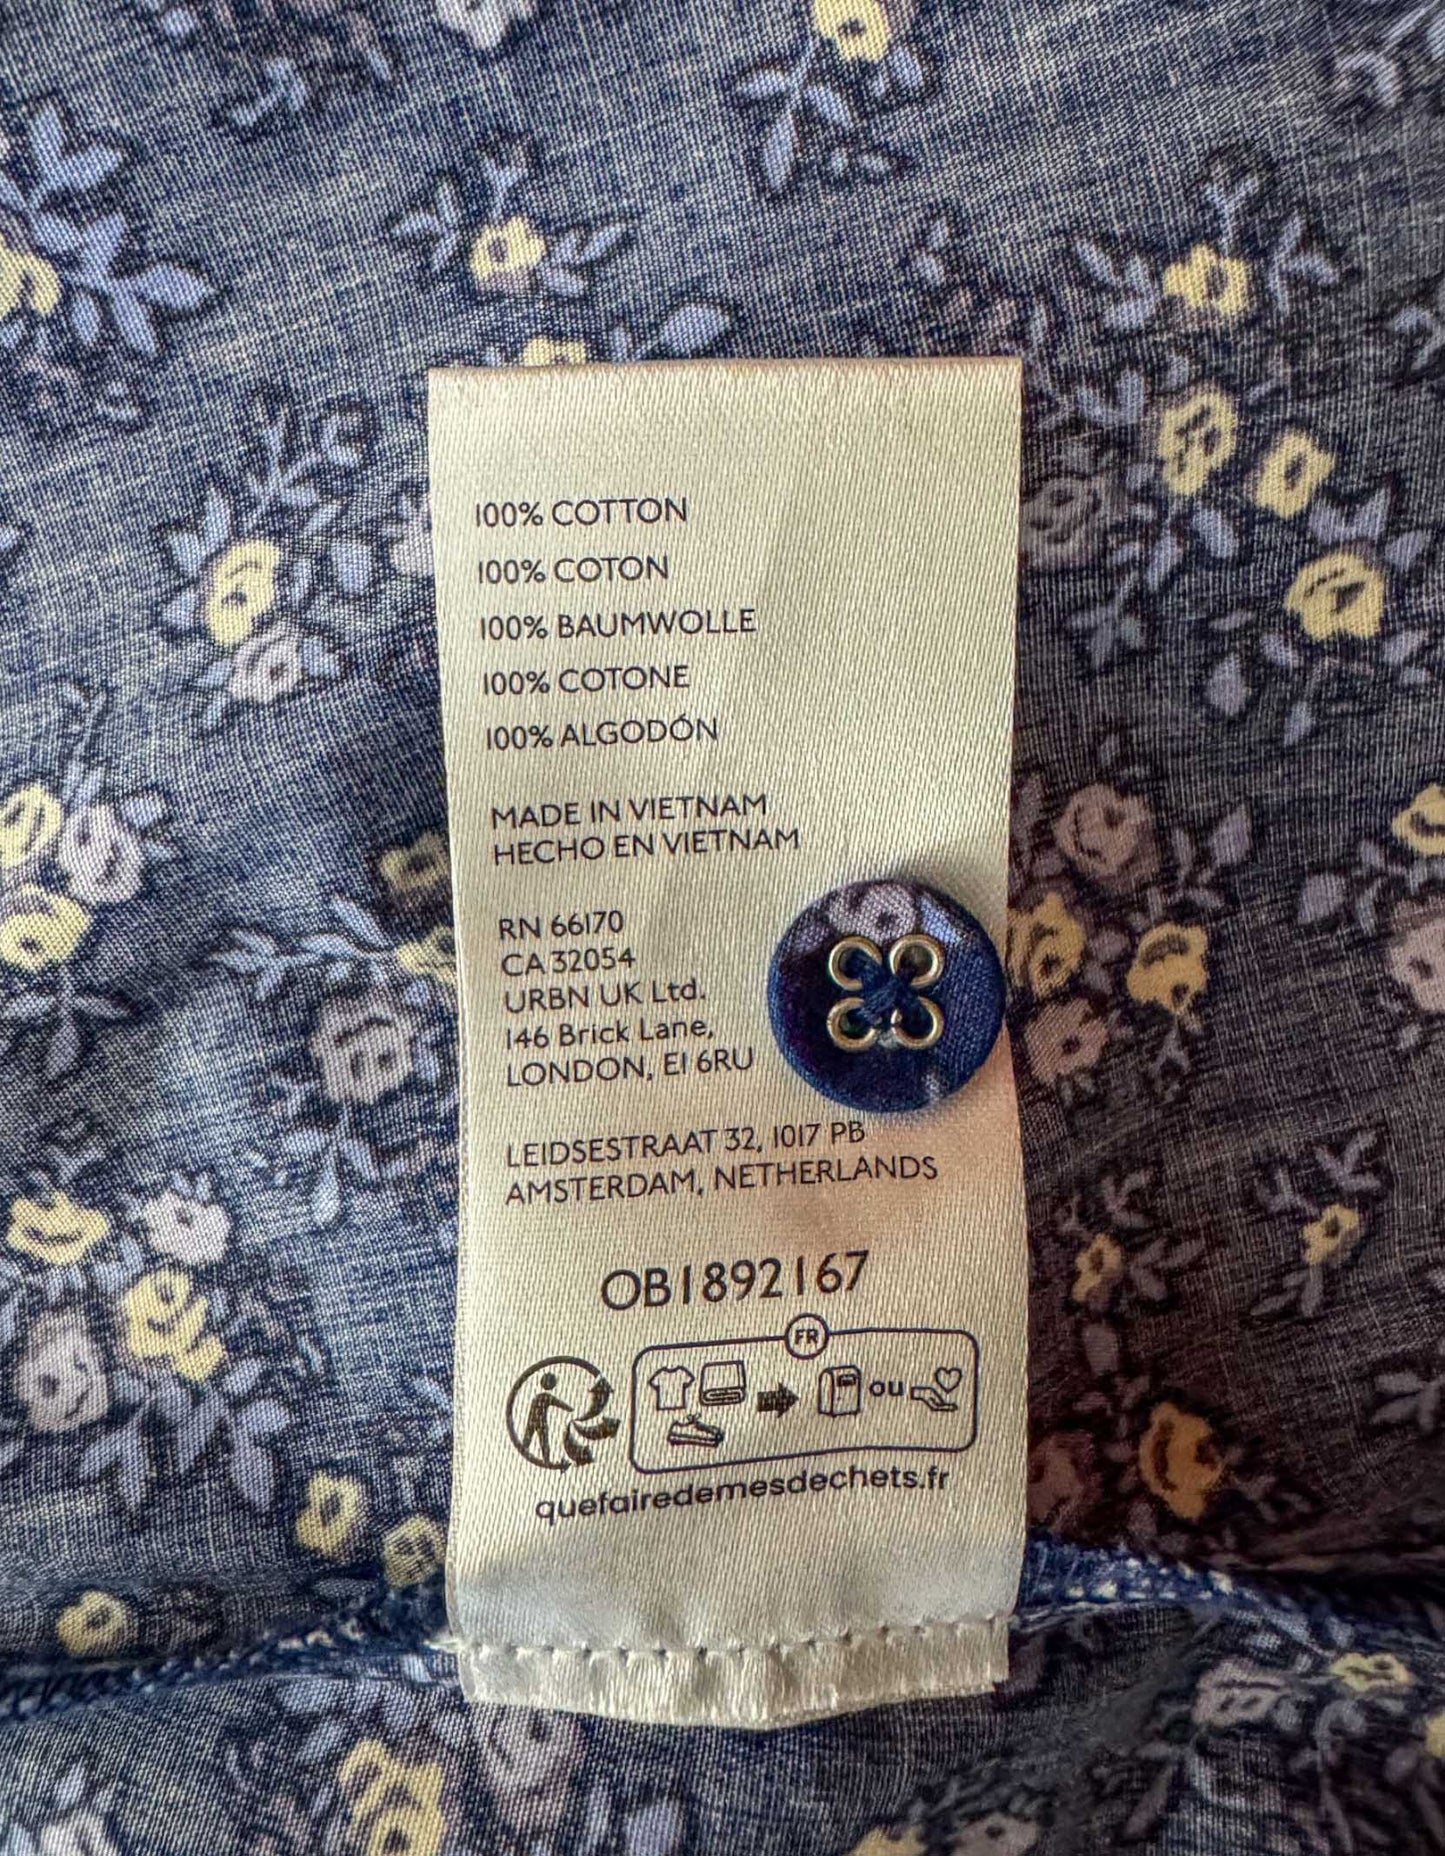 100% COTTON
100% COTON
100% BAUMWOLLE
100% COTONE
100% ALGODÓN
MADE IN VIETNAM
HECHO EN VIETNAM
RN 66170
CA 32054
URBN UK Ltd.
146 Brick Lane,
LONDON, E1 6RU
LEIDSESTRAAT 32, 1017 PB
AMSTERDAM, NETHERLANDS
OB1892167
FR
ou
quefairedemesdechets.fr